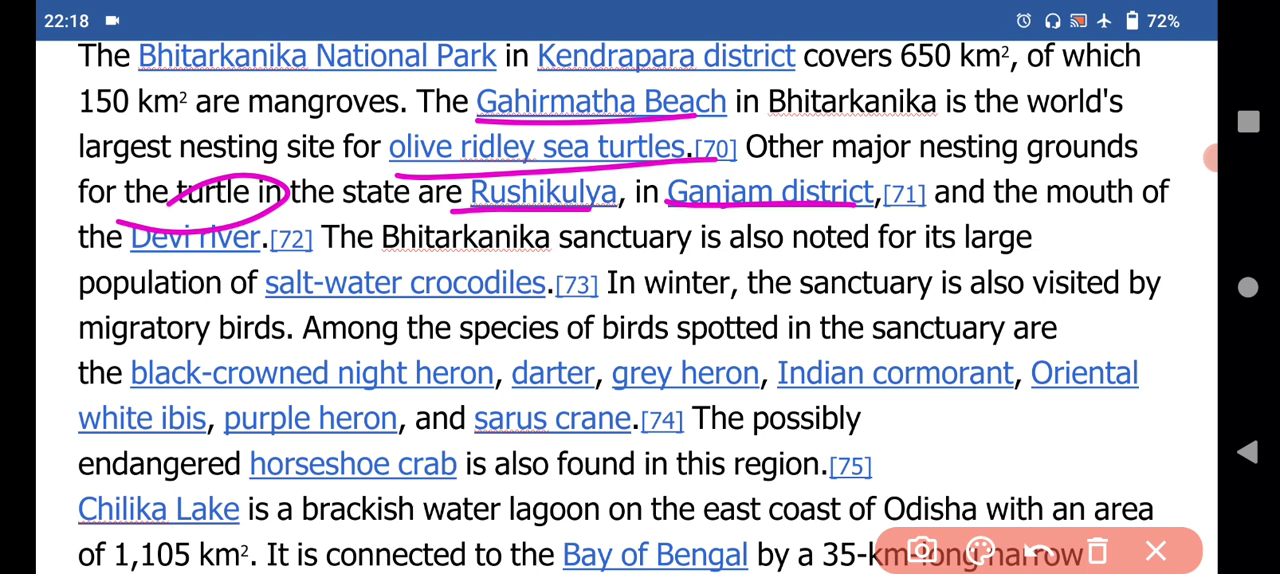 22:18 72%
The Bhitarkanika National Park in Kendrapara district covers 650 km², of which
150 km² are mangroves. The Gahirmatha Beach in Bhitarkanika is the world's
largest nesting site for olive ridley sea turtles.[70] Other major nesting grounds
for the turtle in the state are Rushikulya, in Ganjam district,[71] and the mouth of
the Devi river.[72] The Bhitarkanika sanctuary is also noted for its large
population of salt-water crocodiles.[73] In winter, the sanctuary is also visited by
migratory birds. Among the species of birds spotted in the sanctuary are
the black-crowned night heron, darter, grey heron, Indian cormorant, Oriental
white ibis, purple heron, and sarus crane.[74] The possibly
endangered horseshoe crab is also found in this region.[75]
Chilika Lake is a brackish water lagoon on the east coast of Odisha with an area
of 1,105 km². It is connected to the Bay of Bengal by a 35-km-long narrow